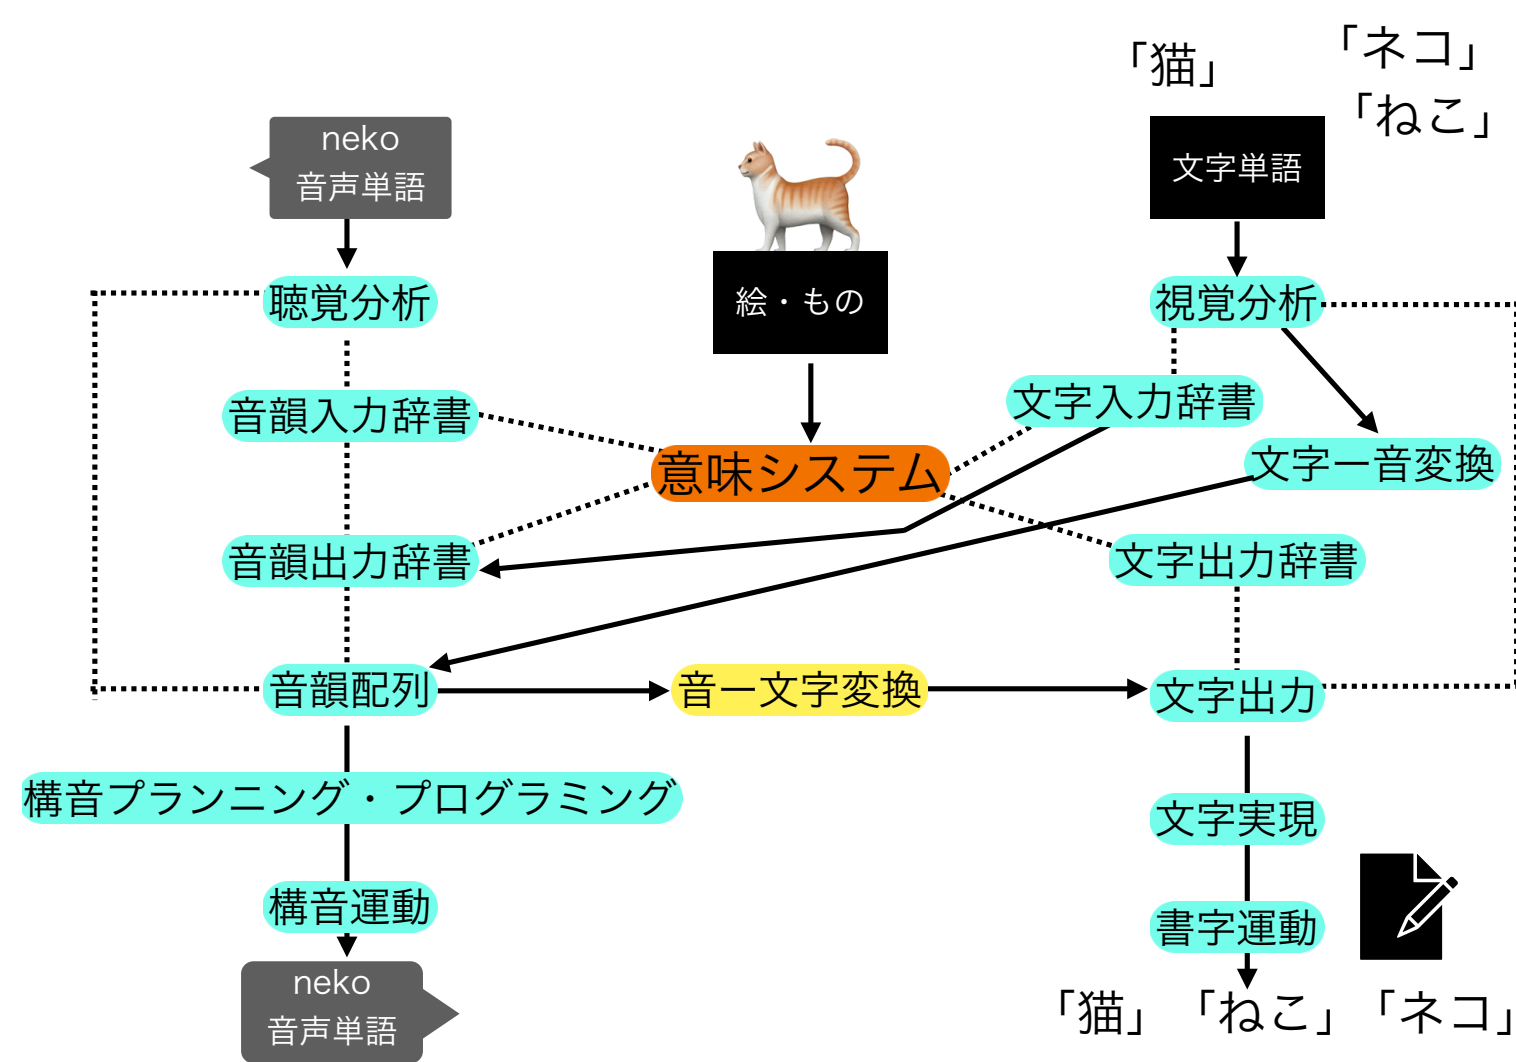 「猫」
「ネコ」
「ねこ」
neko
音声単語
文字単語
絵・もの
聴覚分析
視覚分析
音韻入力辞書
文字入力辞書
意味システム
文字ー音変換
音韻出力辞書
文字出力辞書
音韻配列
音ー文字変換
文字出力
構音プランニング・プログラミング
文字実現
構音運動
書字運動
neko
音声単語
「猫」「ねこ」「ネコ」